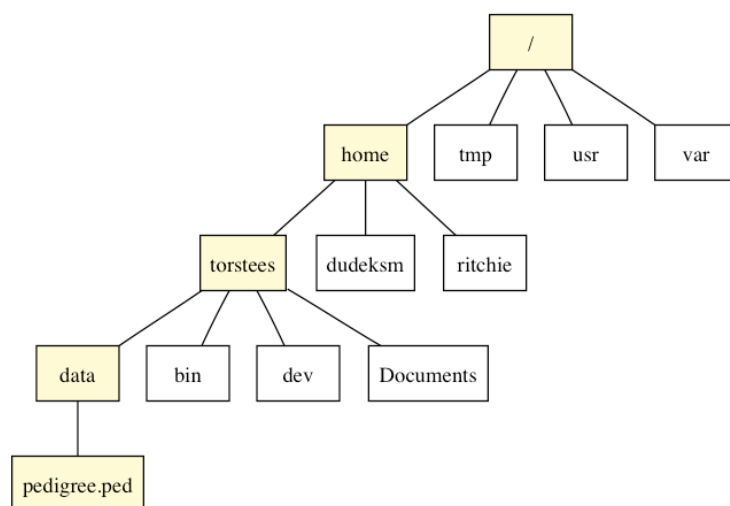 /
home
tmp
usr
var
torstees
dudeksm
ritchie
data
bin
dev
Documents
pedigree.ped